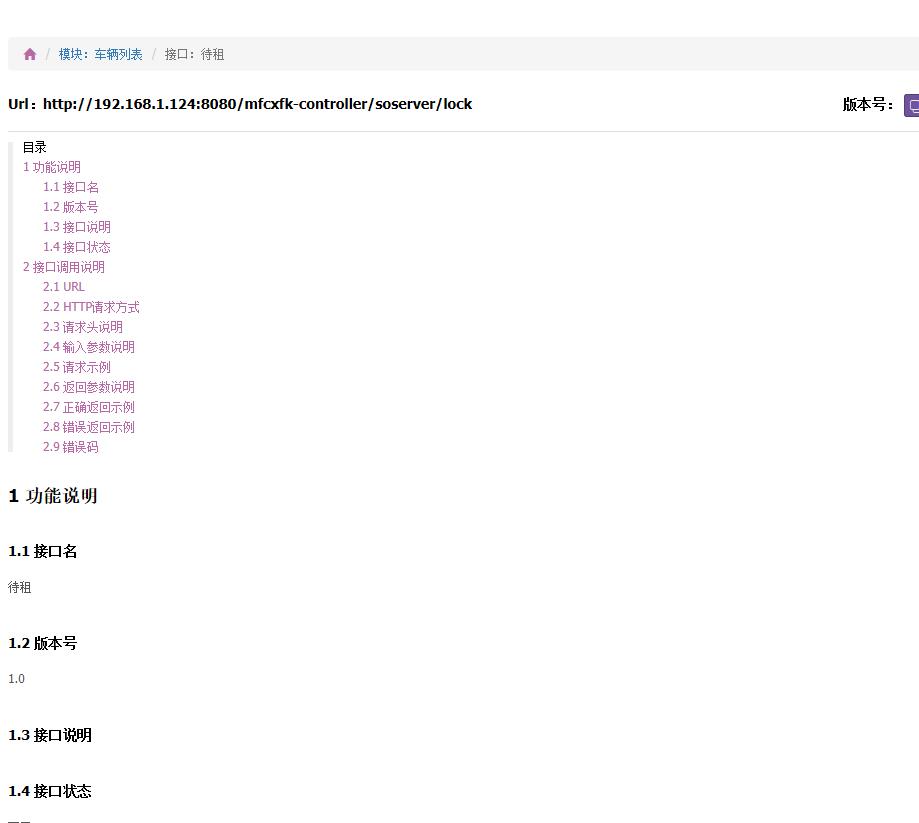 / 模块：车辆列表 / 接口：待租
Url：http://192.168.1.124:8080/mfcxfk-controller/soserver/lock 版本号：
目录
1 功能说明
1.1 接口名
1.2 版本号
1.3 接口说明
1.4 接口状态
2 接口调用说明
2.1 URL
2.2 HTTP请求方式
2.3 请求头说明
2.4 输入参数说明
2.5 请求示例
2.6 返回参数说明
2.7 正确返回示例
2.8 错误返回示例
2.9 错误码
1 功能说明
1.1 接口名
待租
1.2 版本号
1.0
1.3 接口说明
1.4 接口状态